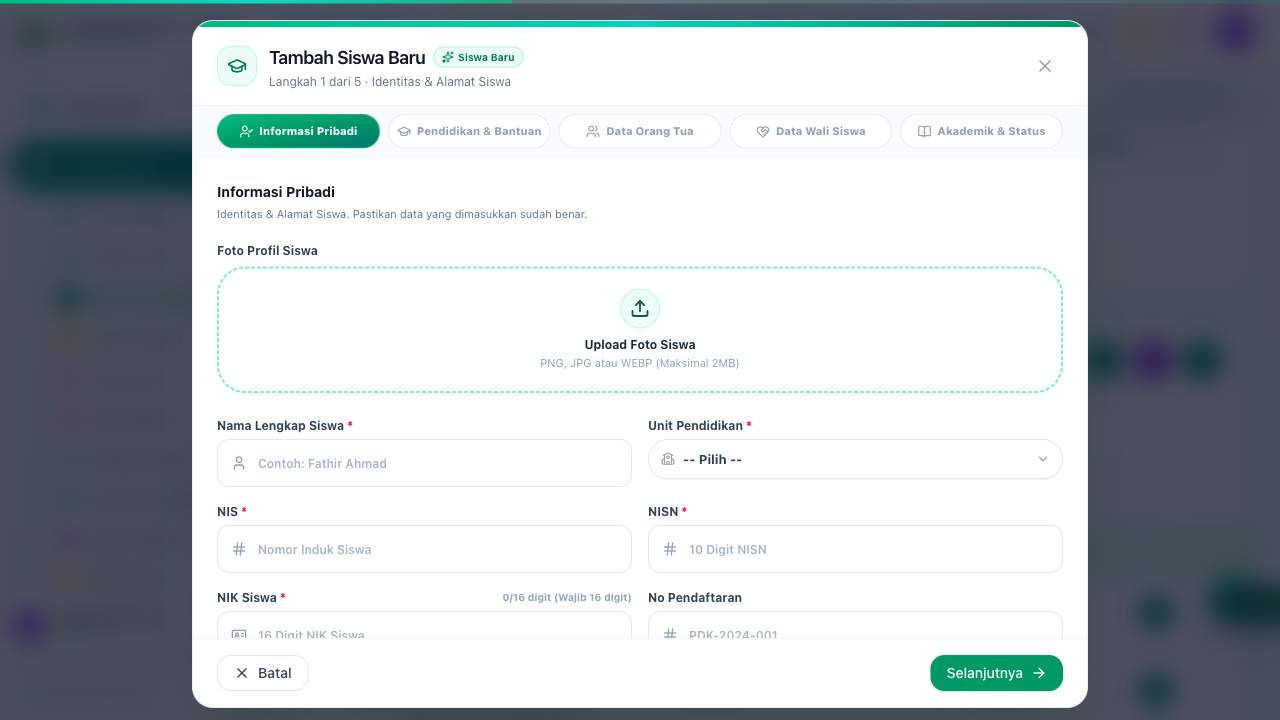 Tambah Siswa Baru
Siswa Baru
Langkah 1 dari 5 · Identitas & Alamat Siswa
Informasi Pribadi
Pendidikan & Bantuan
Data Orang Tua
Data Wali Siswa
Akademik & Status
Informasi Pribadi
Identitas & Alamat Siswa. Pastikan data yang dimasukkan sudah benar.
Foto Profil Siswa
Upload Foto Siswa
PNG, JPG atau WEBP (Maksimal 2MB)
Nama Lengkap Siswa *
Contoh: Fathir Ahmad
Unit Pendidikan *
-- Pilih --
NIS *
Nomor Induk Siswa
NISN *
10 Digit NISN
NIK Siswa *
0/16 digit (Wajib 16 digit)
16 Digit NIK Siswa
No Pendaftaran
PDK-2024-001
Batal
Selanjutnya